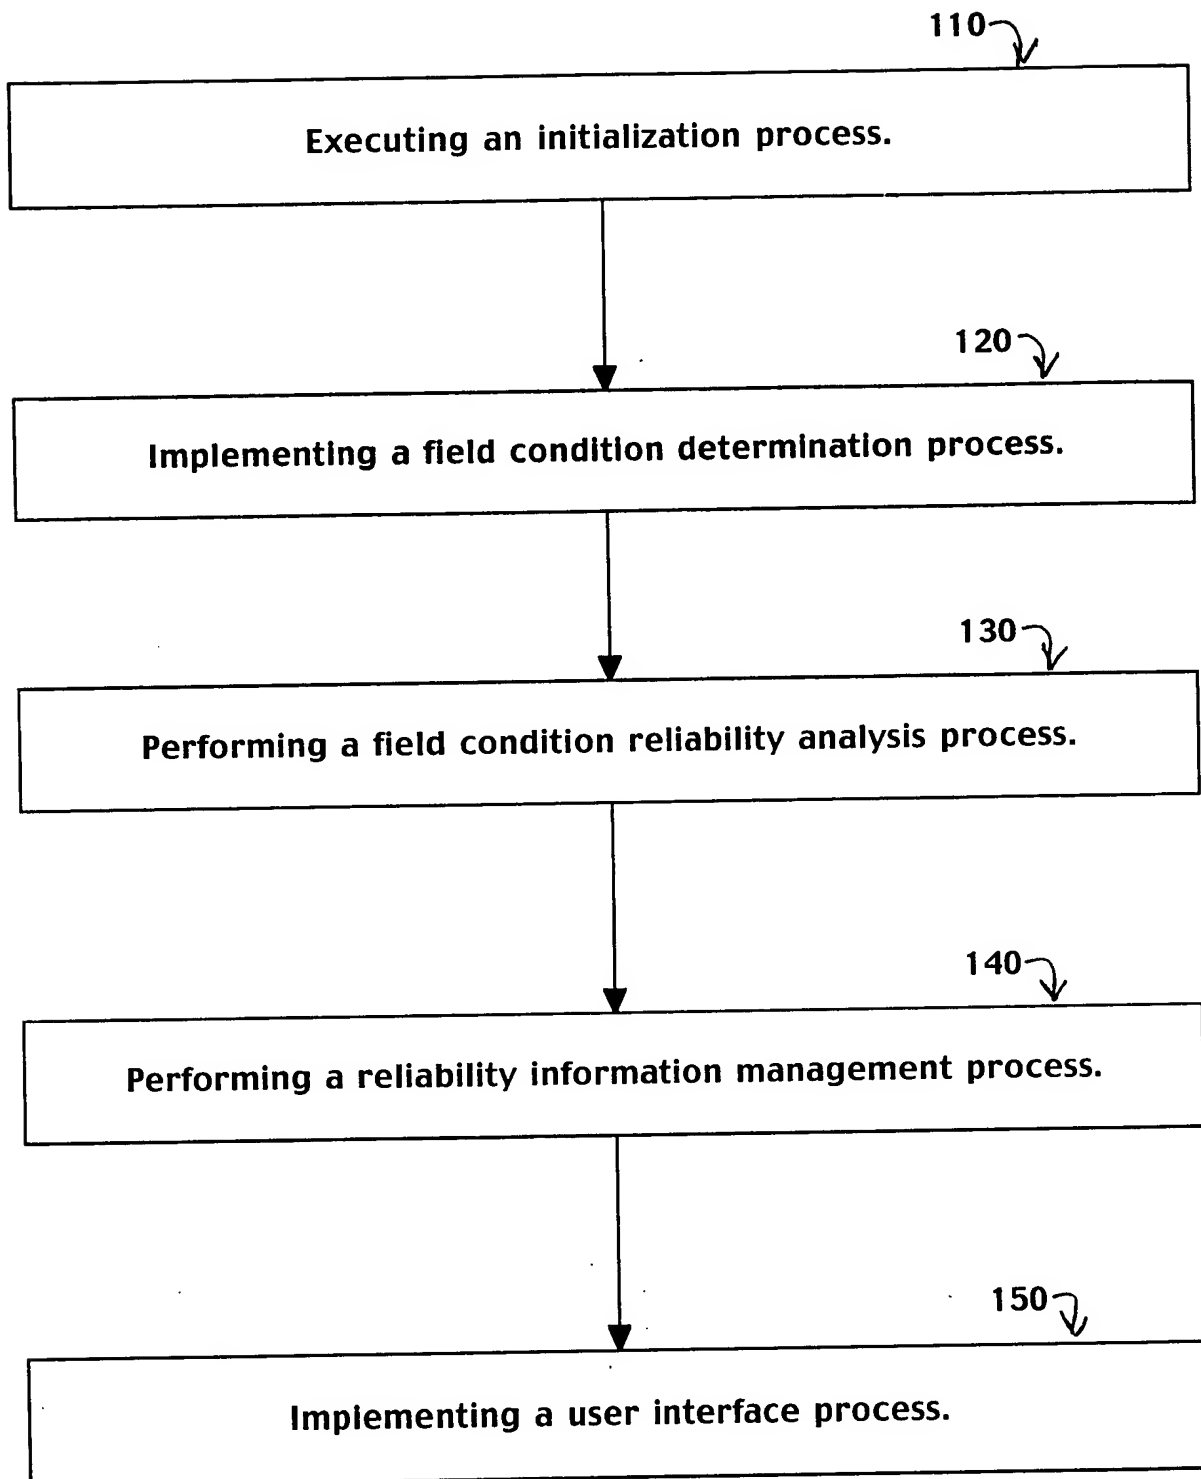 110
Executing an initialization process.
120
Implementing a field condition determination process.
130
Performing a field condition reliability analysis process.
140
Performing a reliability information management process.
150
Implementing a user interface process.